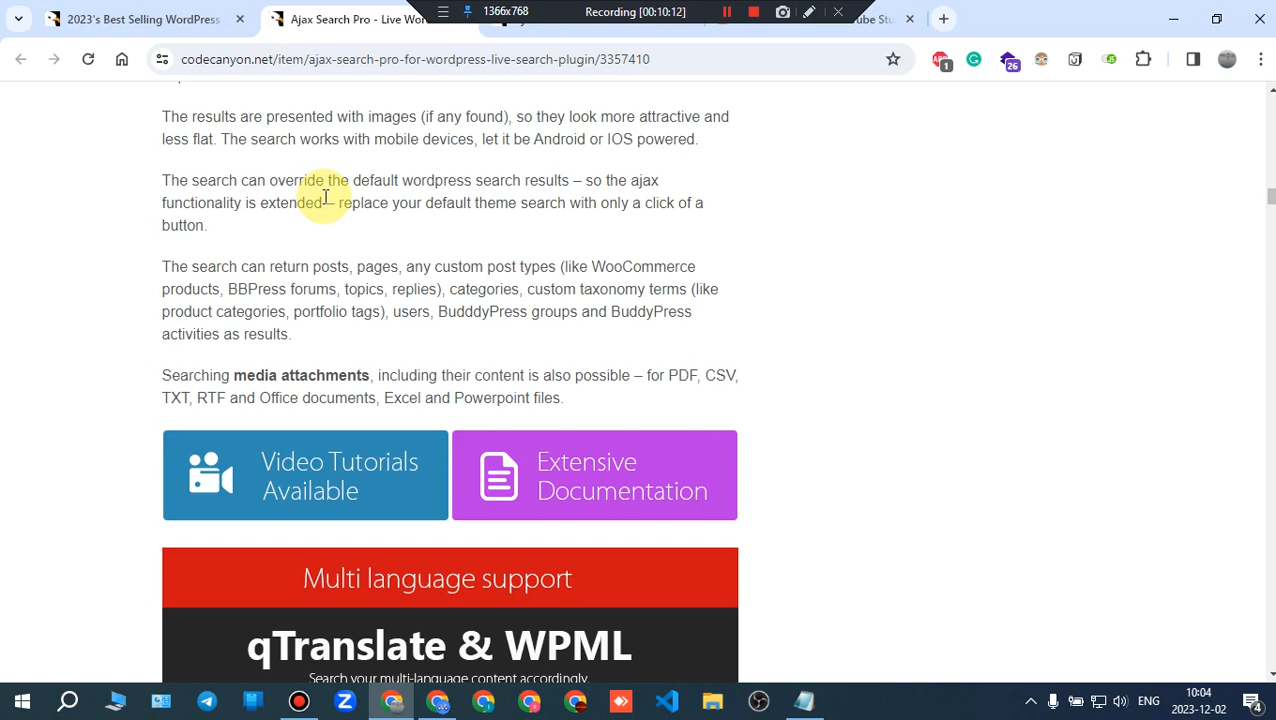 2023's Best Selling WordPress
Ajax Search Pro - Live Wor
1366x768
Recording [00:10:12]
ube Stu
codecanyon.net/item/ajax-search-pro-for-wordpress-live-search-plugin/3357410
1
26
The results are presented with images (if any found), so they look more attractive and
less flat. The search works with mobile devices, let it be Android or IOS powered.
The search can override the default wordpress search results – so the ajax
functionality is extended – replace your default theme search with only a click of a
button.
The search can return posts, pages, any custom post types (like WooCommerce
products, BBPress forums, topics, replies), categories, custom taxonomy terms (like
product categories, portfolio tags), users, BudddyPress groups and BuddyPress
activities as results.
Searching media attachments, including their content is also possible – for PDF, CSV,
TXT, RTF and Office documents, Excel and Powerpoint files.
Video Tutorials
Available
Extensive
Documentation
Multi language support
qTranslate & WPML
Search your multi-language content accordingly.
ENG
10:04
2023-12-02
4